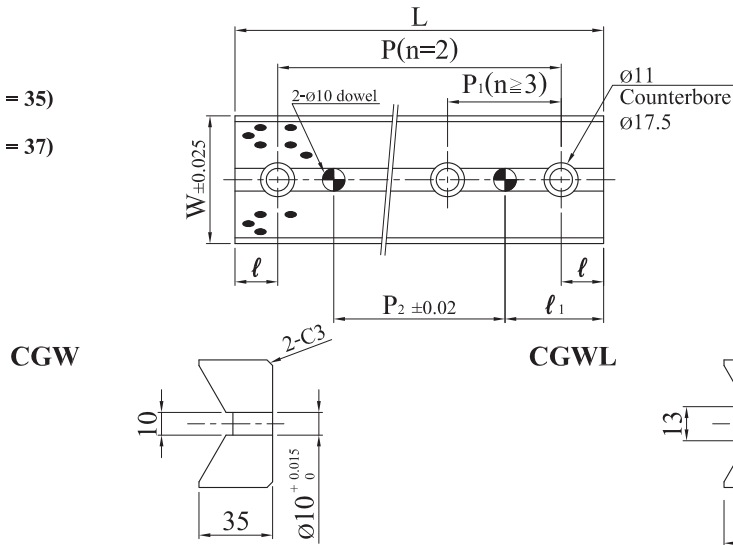 L
P(n=2)
P₁(n≧3)
ø11
Counterbore
ø17.5
2-ø10 dowel
= 35)
= 37)
W±0.025
ℓ
ℓ
P₂ ±0.02
ℓ₁
CGW
2-C3
10
35
ø10 +0.015 0
CGWL
13